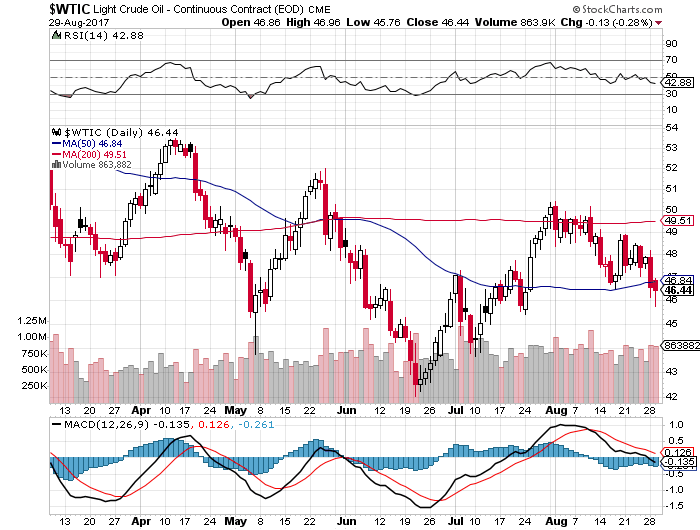 $WTIC Light Crude Oil - Continuous Contract (EOD) CME
© StockCharts.com
29-Aug-2017 Open 46.86 High 46.96 Low 45.76 Close 46.44 Volume 863.9K Chg -0.13 (-0.28%)
RSI(14) 42.88
90
70
50
42.88
30
10
$WTIC (Daily) 46.44
MA(50) 46.84
MA(200) 49.51
Volume 863,882
54
53
52
51
50
49.51
49
48
47
46.84
46.44
45
863882
43
42
1.25M
1.00M
750K
500K
250K
13 20 27 Apr 10 17 24 May 8 15 22 Jun 12 19 26 Jul 10 17 24 Aug 7 14 21 28
MACD(12,26,9) -0.135, 0.126, -0.261
1.0
0.5
0.126
-0.135
-0.5
-1.0
-1.5
13 20 27 Apr 10 17 24 May 8 15 22 Jun 12 19 26 Jul 10 17 24 Aug 7 14 21 28